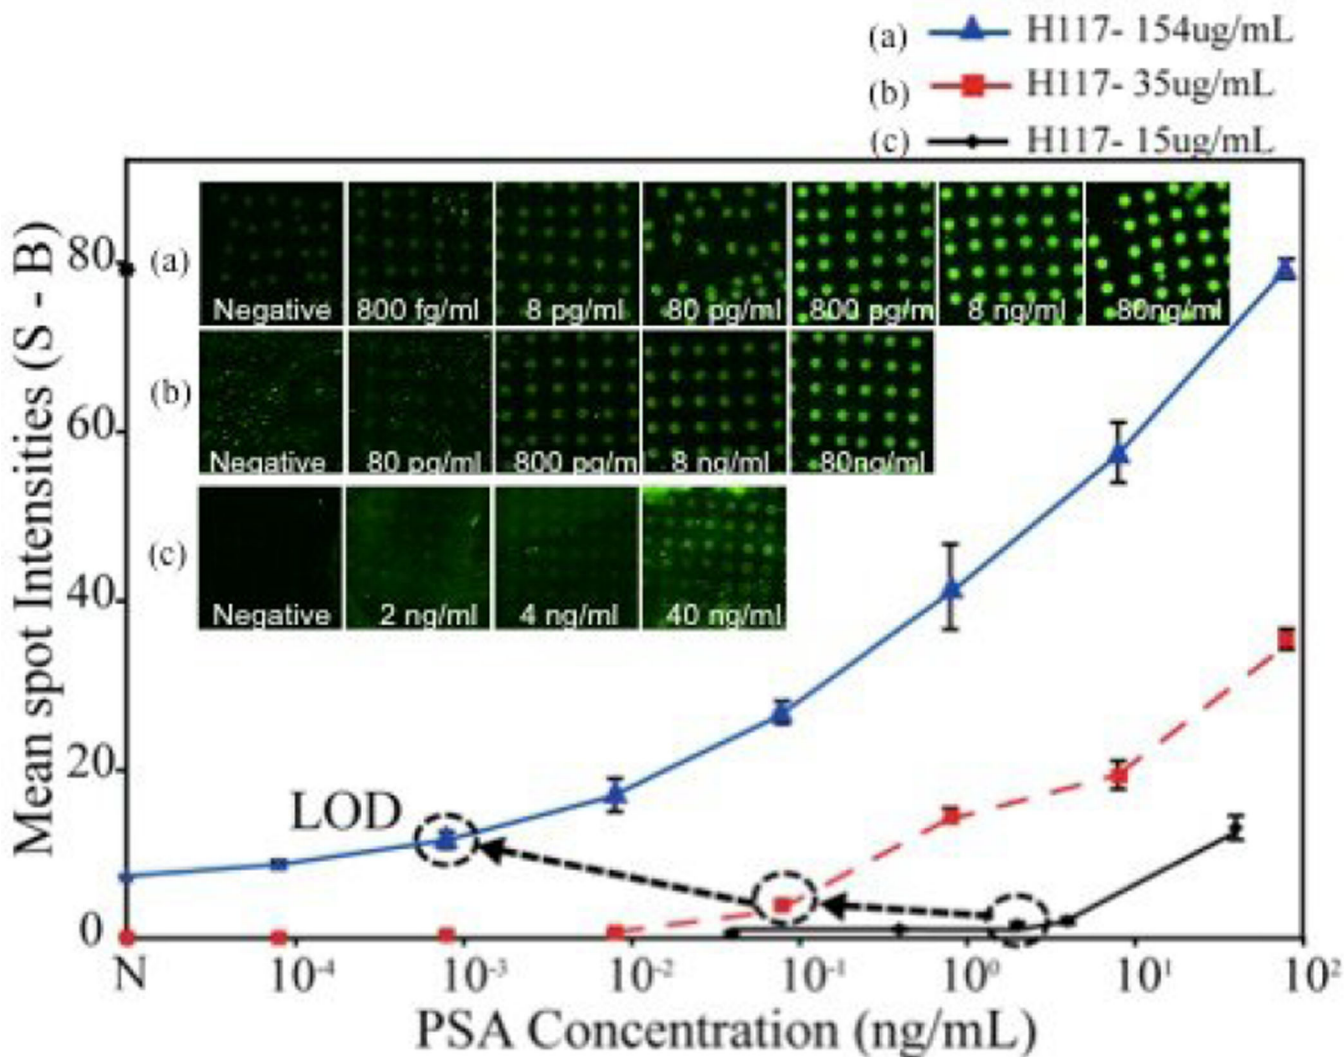 (a) H117- 154ug/mL
(b) H117- 35ug/mL
(c) H117- 15ug/mL
Mean spot Intensities (S - B)
80
60
40
20
0
(a)
Negative 800 fg/ml 8 pg/ml 80 pg/ml 800 pg/m 8 ng/ml 80ng/ml
(b)
Negative 80 pg/ml 800 pg/m 8 ng/ml 80ng/ml
(c)
Negative 2 ng/ml 4 ng/ml 40 ng/ml
LOD
N 10⁻⁴ 10⁻³ 10⁻² 10⁻¹ 10⁰ 10¹ 10²
PSA Concentration (ng/mL)